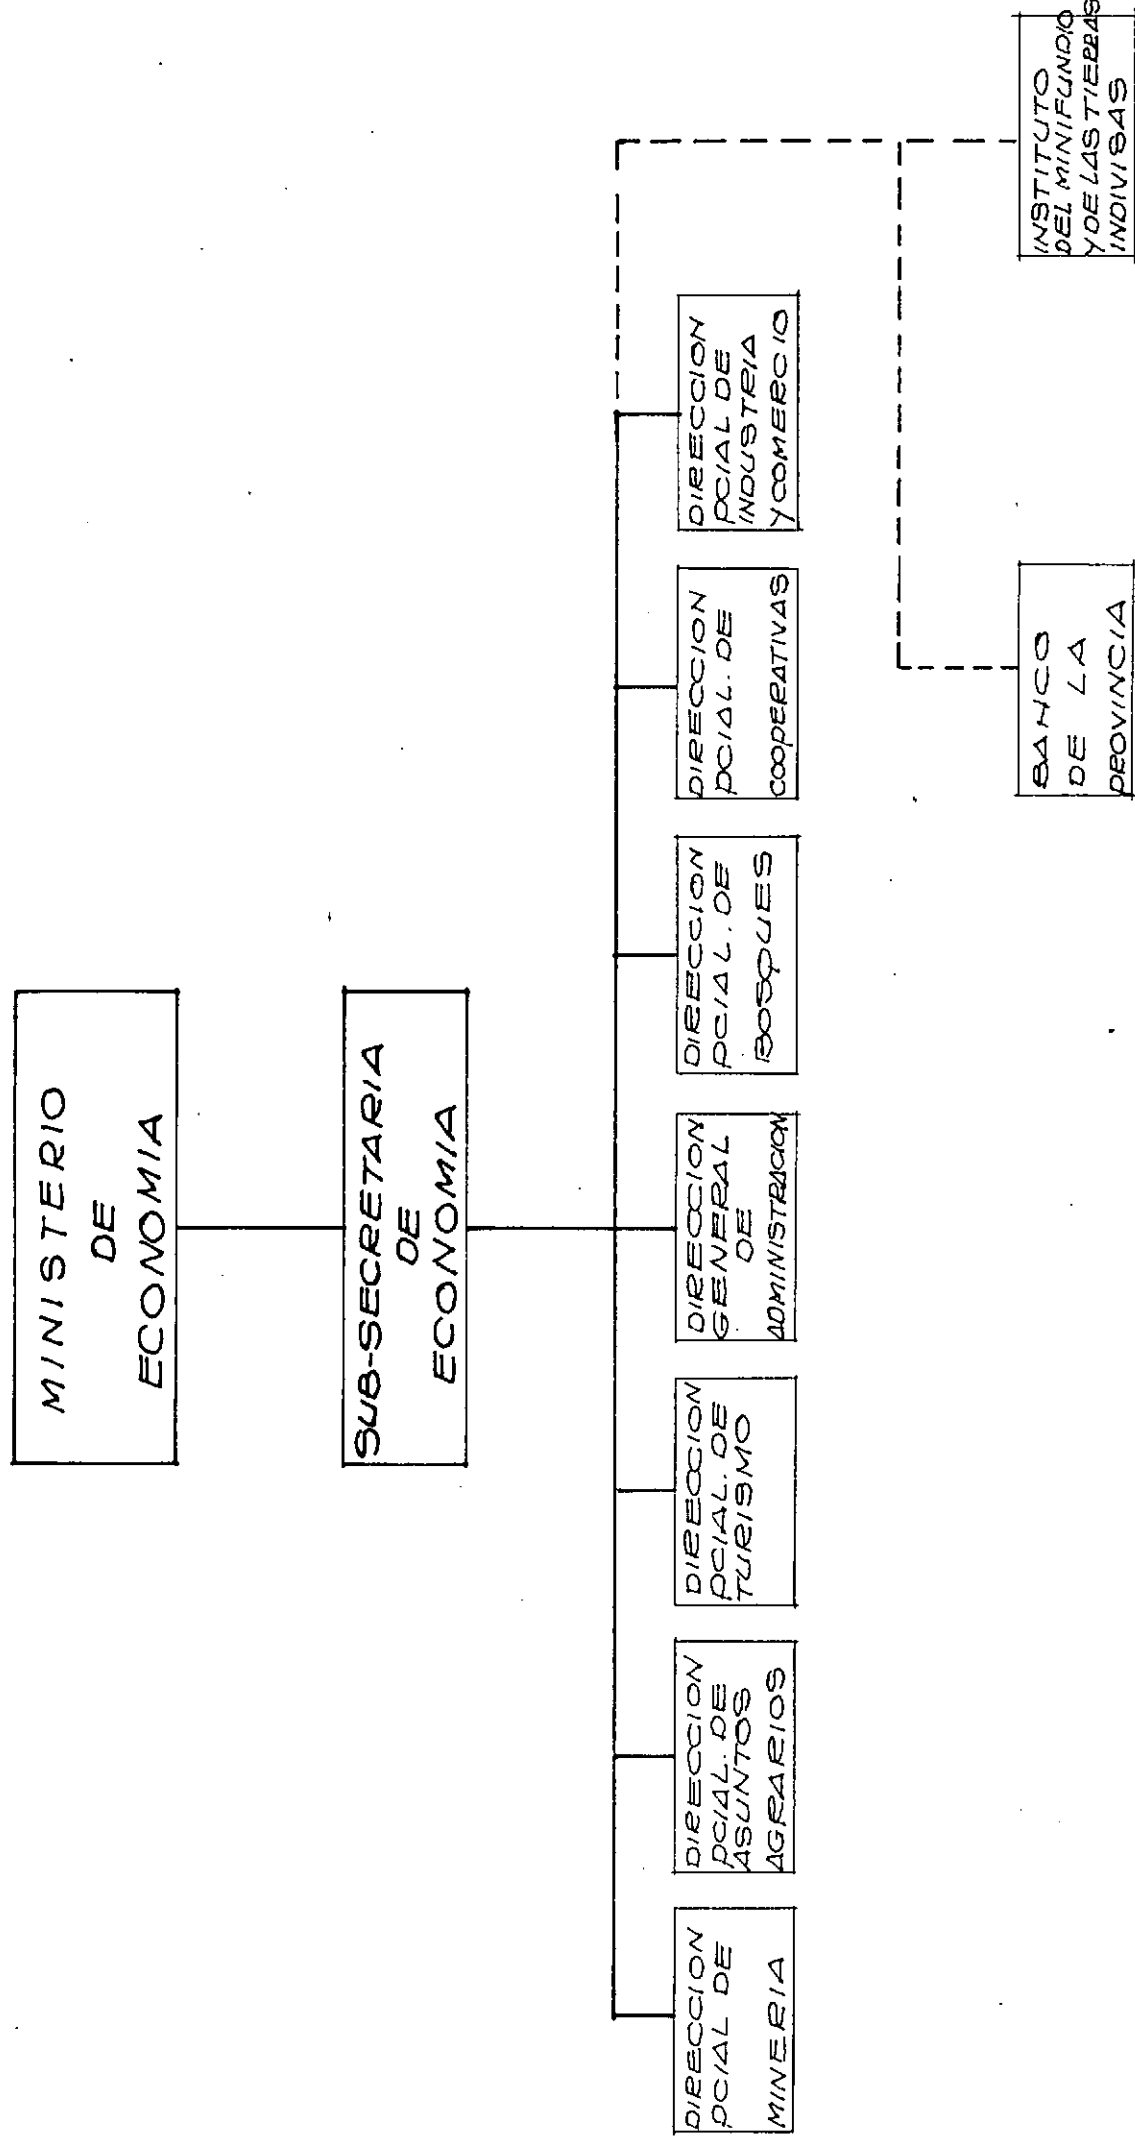 MINISTERIO
DE
ECONOMIA
SUB-SECRETARIA
DE
ECONOMIA
DIRECCION
PCIAL DE
MINERIA
DIRECCION
PCIAL. DE
ASUNTOS
AGRARIOS
DIRECCION
PCIAL. DE
TURISMO
DIRECCION
GENERAL
DE
ADMINISTRACION
DIRECCION
PCIAL. DE
BOSQUES
DIRECCION
PCIAL. DE
COOPERATIVAS
DIRECCION
PCIAL DE
INDUSTRIA
Y COMERCIO
BANCO
DE LA
PROVINCIA
INSTITUTO
DEL MINIFUNDIO
Y DE LAS TIERRAS
INDIVISAS